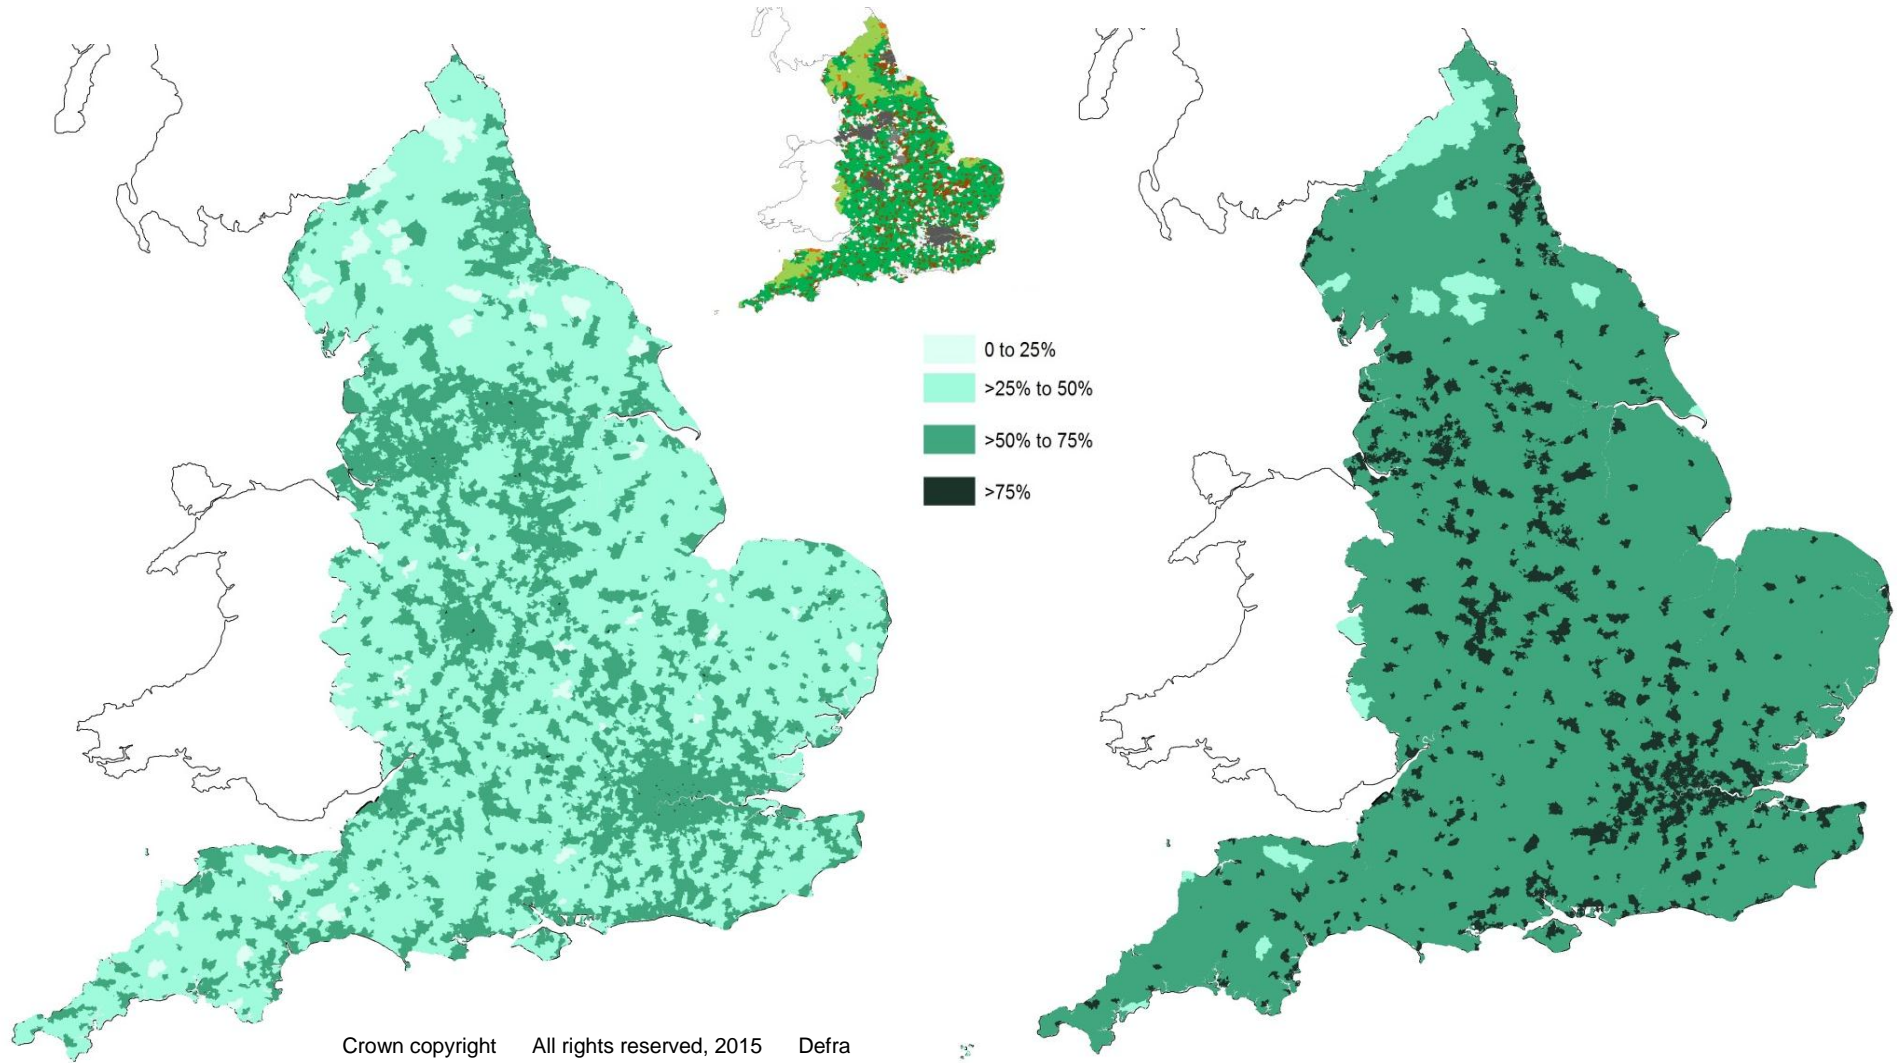 0 to 25%
>25% to 50%
>50% to 75%
>75%
Crown copyright All rights reserved, 2015 Defra